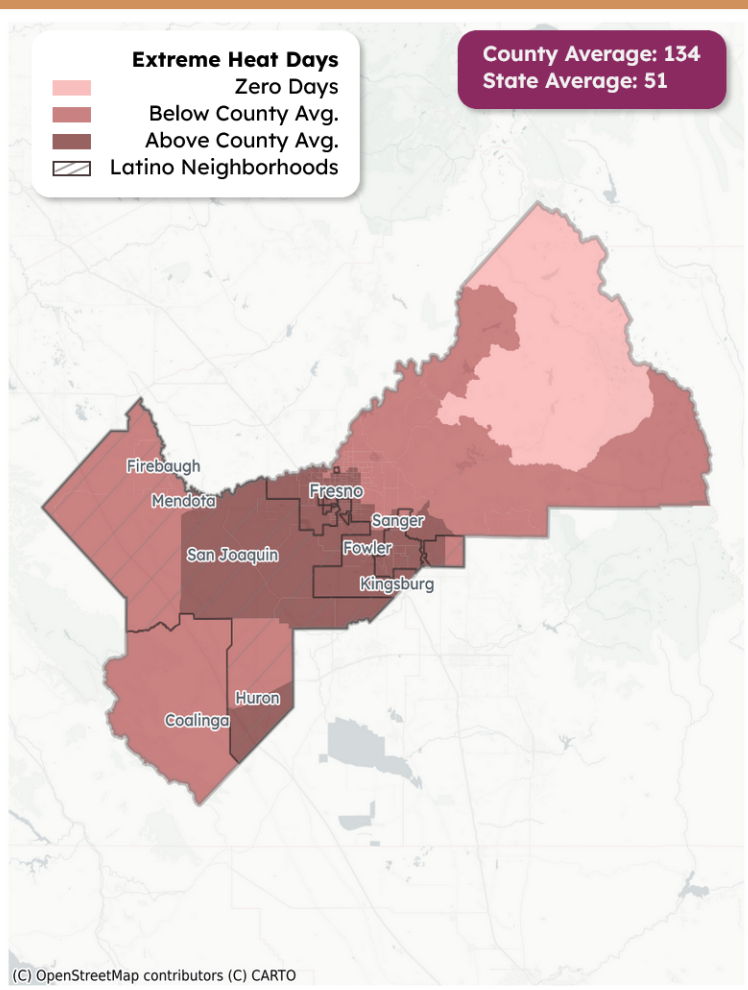 Extreme Heat Days
Zero Days
Below County Avg.
Above County Avg.
Latino Neighborhoods
County Average: 134
State Average: 51
Firebaugh
Mendota
Fresno
Sanger
San Joaquin
Fowler
Kingsburg
Huron
Coalinga
(C) OpenStreetMap contributors (C) CARTO